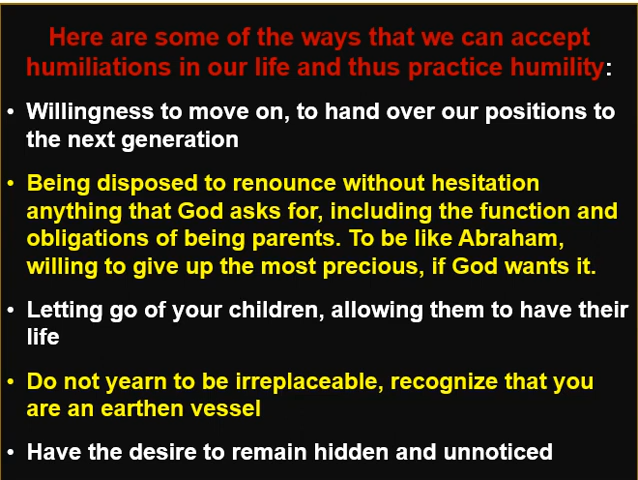 Here are some of the ways that we can accept
humiliations in our life and thus practice humility:
• Willingness to move on, to hand over our positions to
the next generation
• Being disposed to renounce without hesitation
anything that God asks for, including the function and
obligations of being parents. To be like Abraham,
willing to give up the most precious, if God wants it.
• Letting go of your children, allowing them to have their
life
• Do not yearn to be irreplaceable, recognize that you
are an earthen vessel
• Have the desire to remain hidden and unnoticed